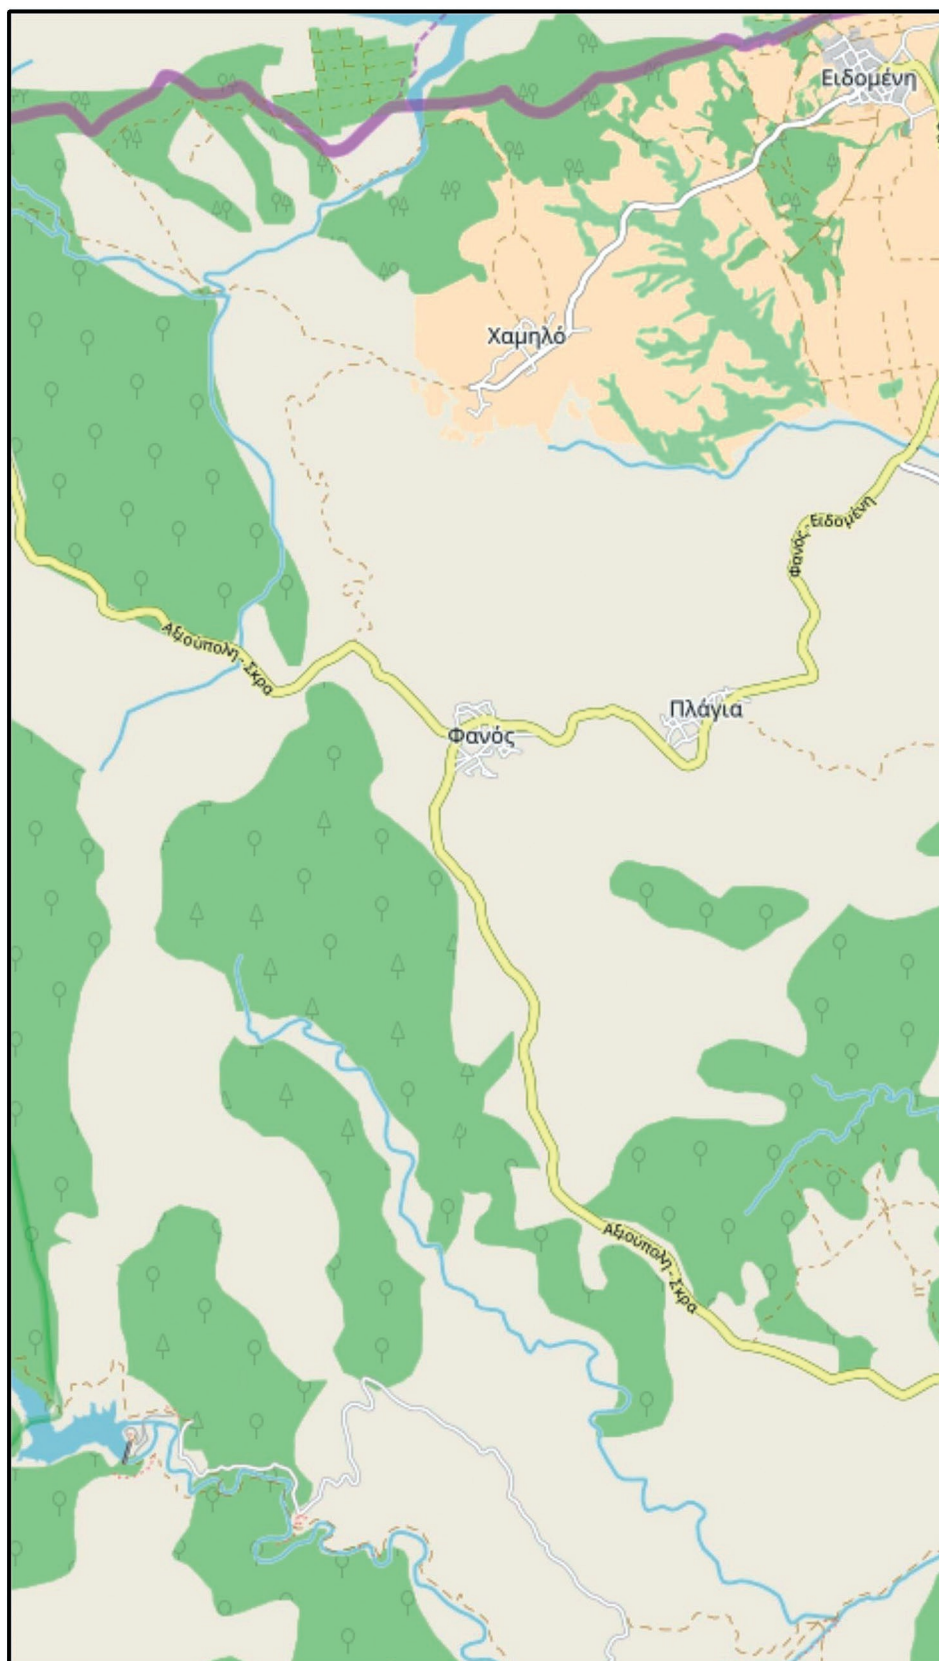 Ειδομένη
Χαμηλό
Φανός - Ειδομένη
Αξιούπολη - Σκρα
Πλάγια
Φανός
Αξιούπολη - Σκρα